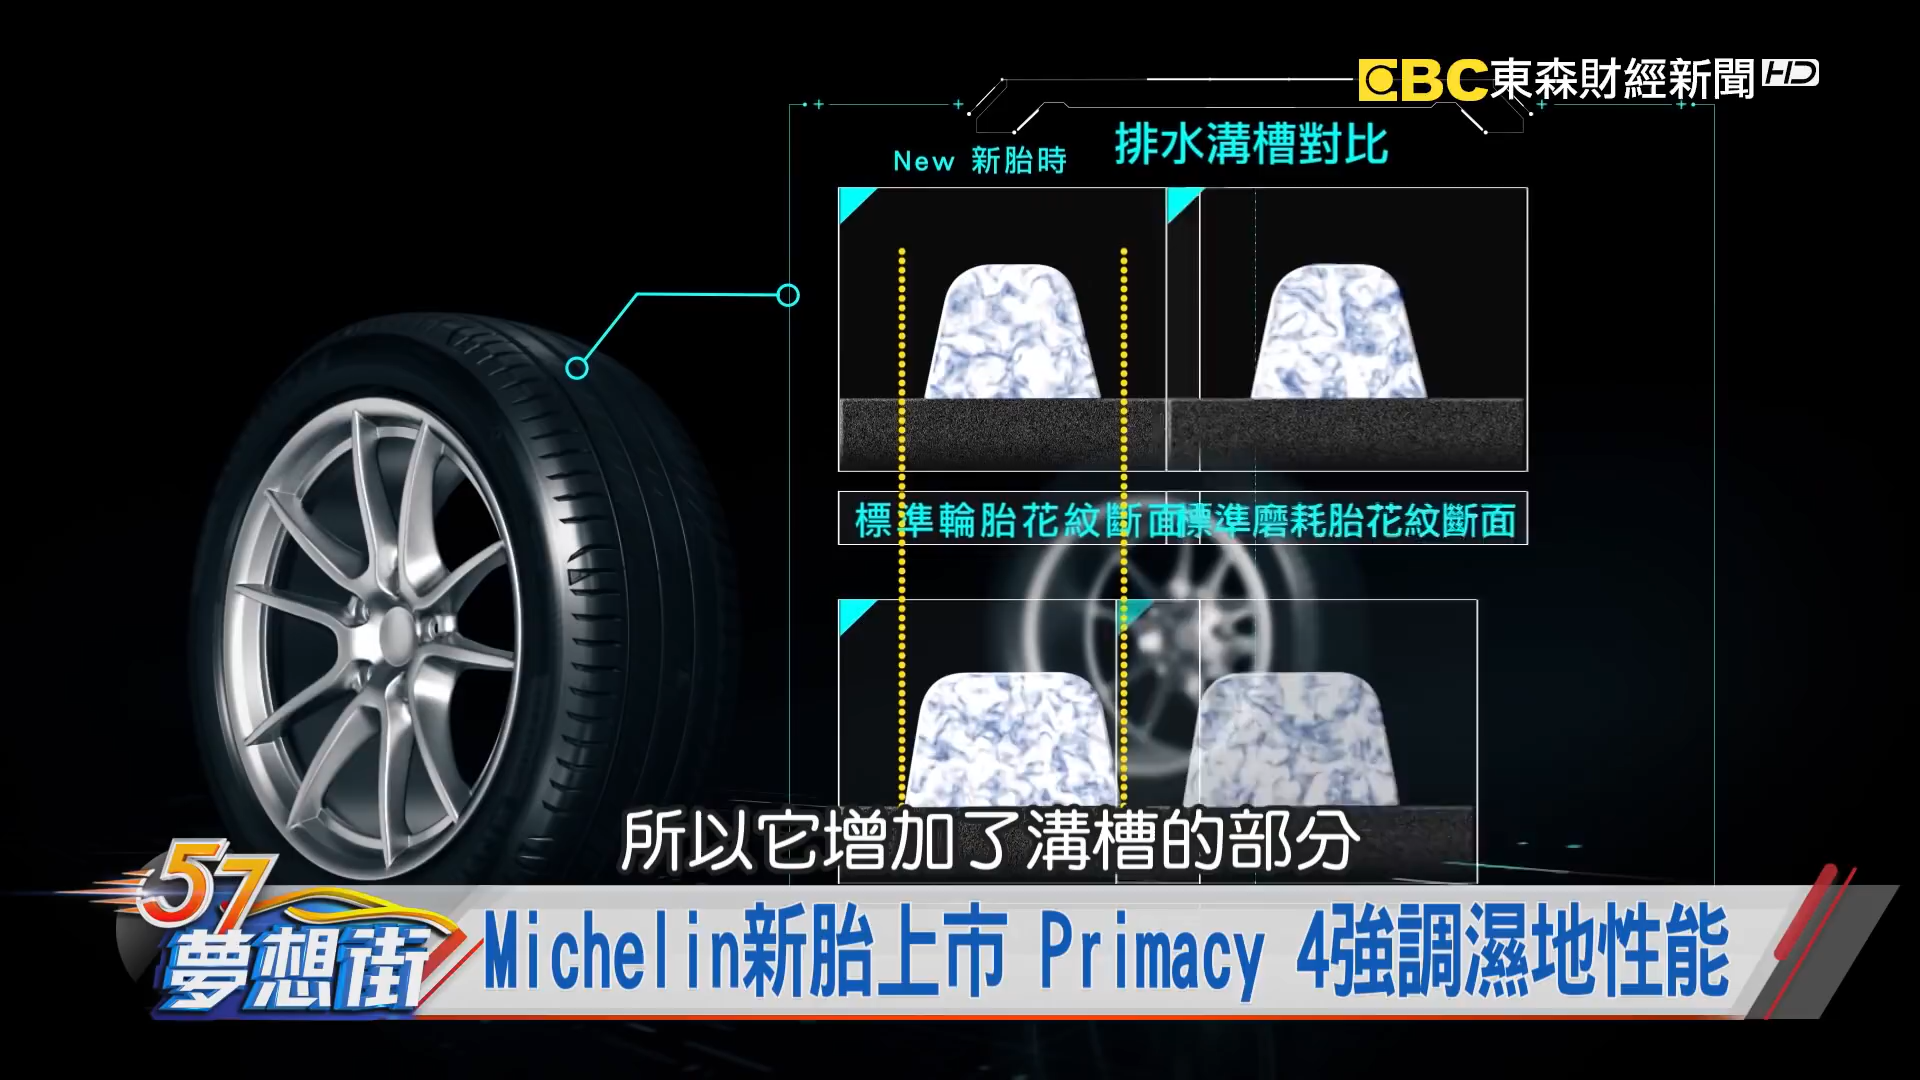 EBC東森財經新聞HD
排水溝槽對比
New 新胎時
標準輪胎花紋斷面
標準磨耗胎花紋斷面
所以它增加了溝槽的部分
57夢想街
Michelin新胎上市 Primacy 4強調濕地性能